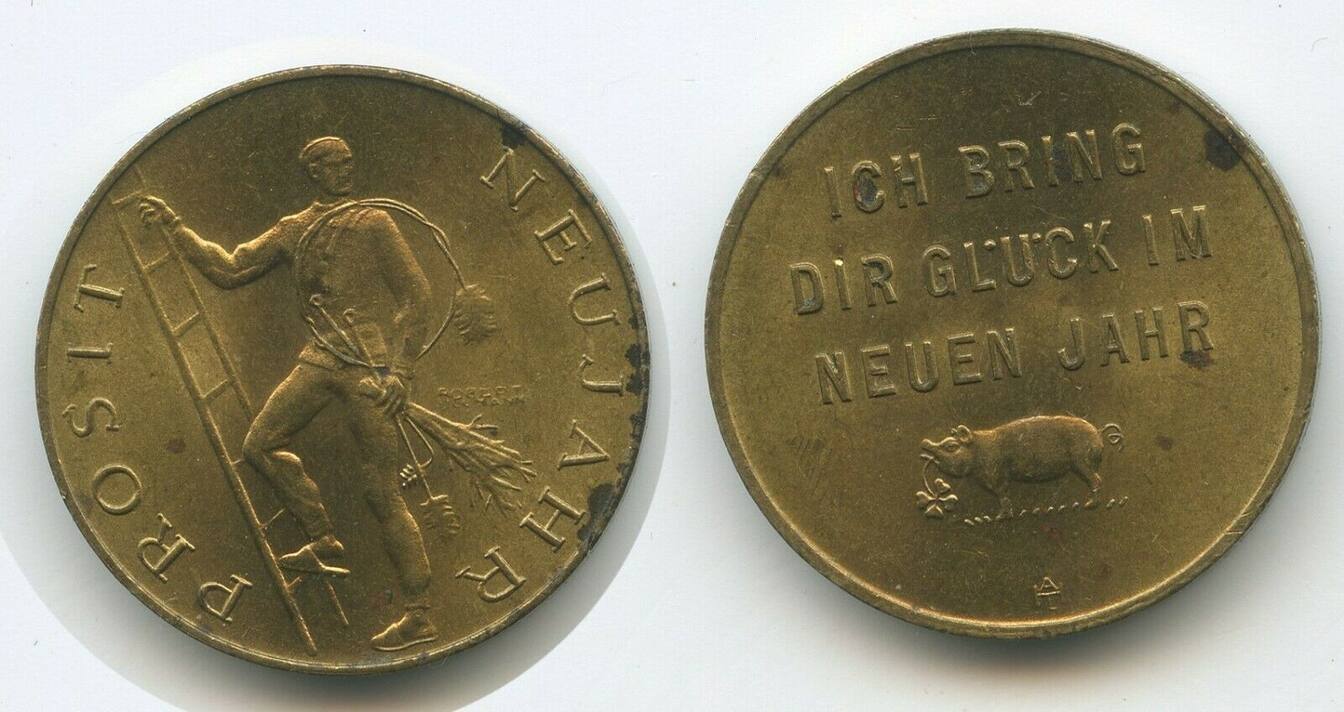 PROSIT NEUJAHR
ICH BRING
DIR GLÜCK IM
NEUEN JAHR